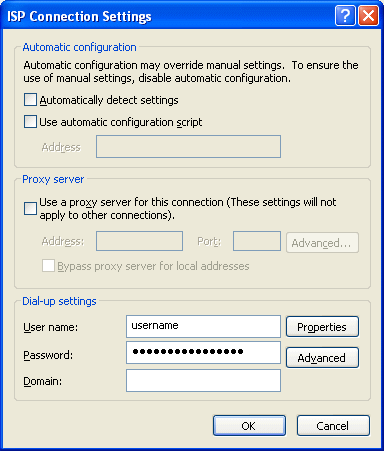 ISP Connection Settings
Automatic configuration
Automatic configuration may override manual settings. To ensure the
use of manual settings, disable automatic configuration.
Automatically detect settings
Use automatic configuration script
Address
Proxy server
Use a proxy server for this connection (These settings will not
apply to other connections).
Address: Port: Advanced...
Bypass proxy server for local addresses
Dial-up settings
User name: username Properties
Password: ●●●●●●●●●●●●●●●● Advanced
Domain:
OK Cancel